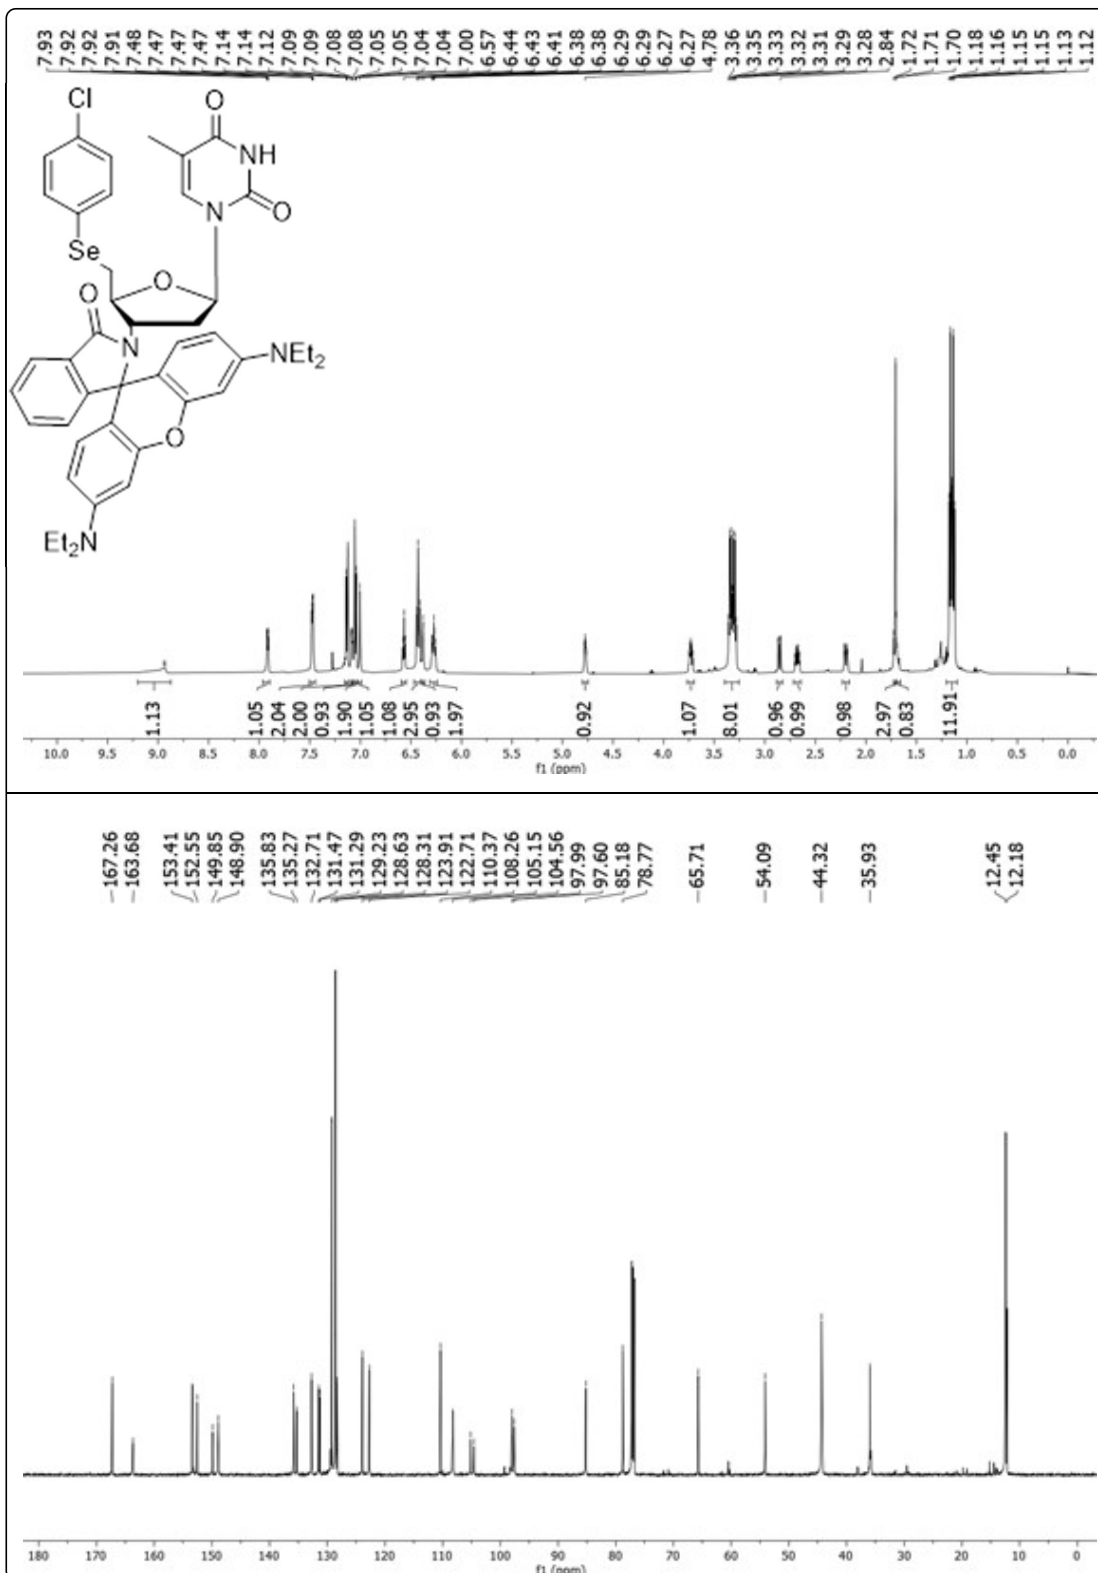 7.93 7.92 7.92 7.91 7.48 7.47 7.47 7.47 7.14 7.14 7.12 7.09 7.09 7.08 7.08 7.05 7.05 7.04 7.04 7.00 6.57 6.44 6.43 6.41 6.38 6.38 6.29 6.29 6.27 6.27 4.78 3.36 3.35 3.33 3.32 3.31 3.29 3.28 2.84 1.72 1.71 1.70 1.18 1.16 1.15 1.15 1.13 1.12
Cl
O
NH
N
O
Se
O
O
N
NEt2
O
Et2N
1.13 1.05 2.04 2.00 0.93 1.90 1.05 1.08 2.95 0.93 1.97 0.92 1.07 8.01 0.96 0.99 0.98 2.97 0.83 11.91
10.0 9.5 9.0 8.5 8.0 7.5 7.0 6.5 6.0 5.5 5.0 4.5 4.0 3.5 3.0 2.5 2.0 1.5 1.0 0.5 0.0
f1 (ppm)
167.26 163.68 153.41 152.55 149.85 148.90 135.83 135.27 132.71 131.47 131.29 129.23 128.63 128.31 123.91 122.71 110.37 108.26 105.15 104.56 97.99 97.60 85.18 78.77 65.71 54.09 44.32 35.93 12.45 12.18
180 170 160 150 140 130 120 110 100 90 80 70 60 50 40 30 20 10 0
f1 (ppm)